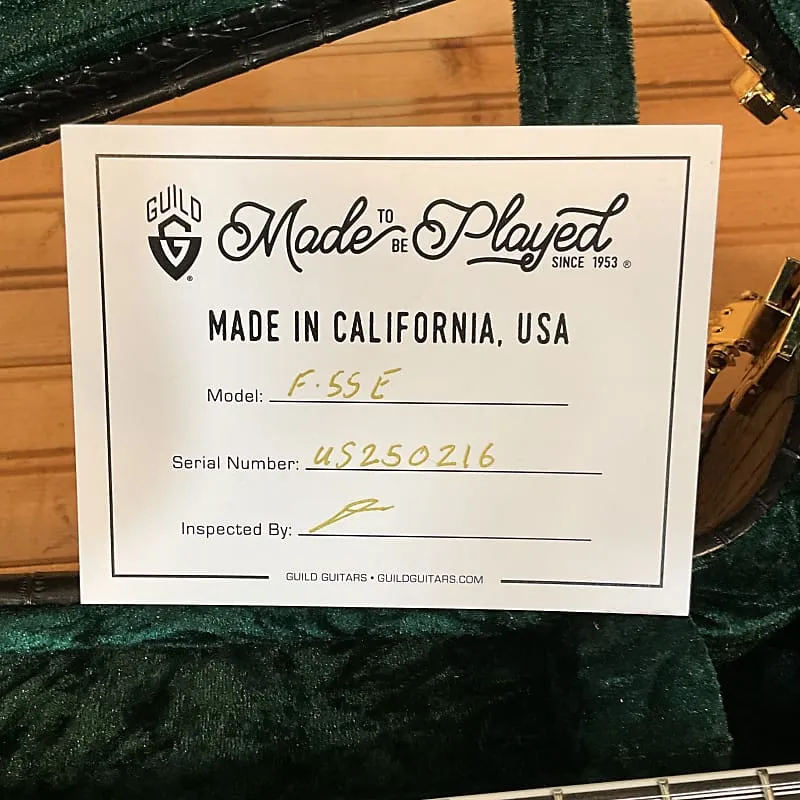 GUILD
G
®
Made TO BE Played
SINCE 1953 ®
MADE IN CALIFORNIA, USA
Model: F-55E
Serial Number: US250216
Inspected By:
GUILD GUITARS • GUILDGUITARS.COM